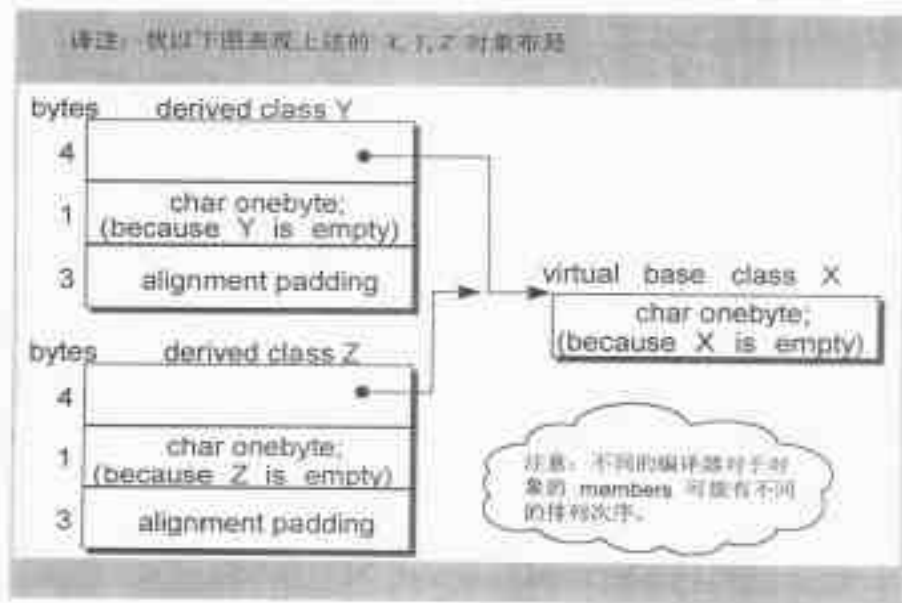 译注：我以下图表现上述的 X, Y, Z 对象布局
bytes derived class Y
4
1 char onebyte;
(because Y is empty)
3 alignment padding
virtual base class X
char onebyte;
(because X is empty)
bytes derived class Z
4
1 char onebyte;
(because Z is empty)
3 alignment padding
注意：不同的编译器对于对
象的 members 可能有不同
的排列次序。